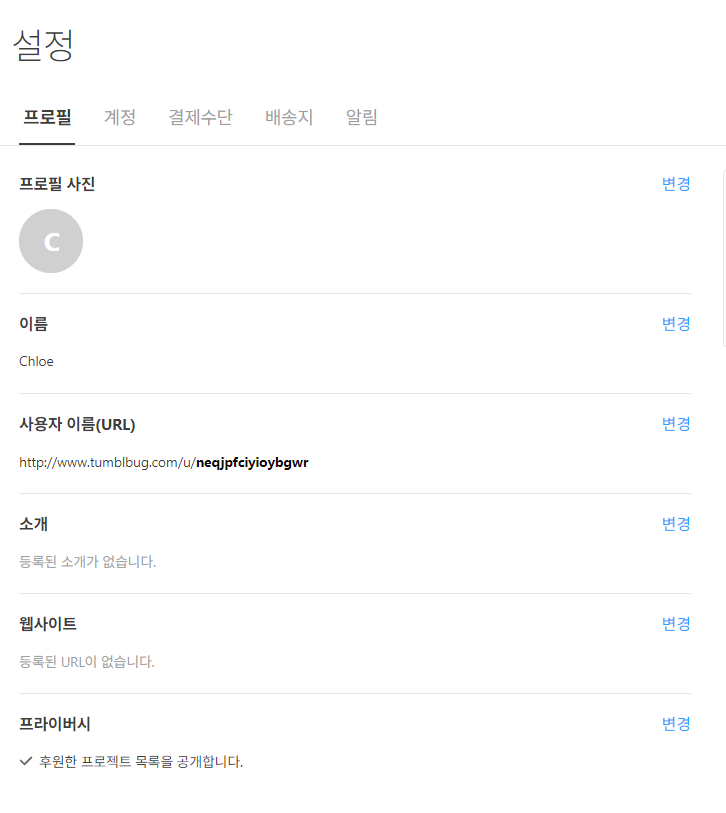 설정
프로필 계정 결제수단 배송지 알림
프로필 사진 변경
C
이름 변경
Chloe
사용자 이름(URL) 변경
http://www.tumblbug.com/u/neqjpfciyioybgwr
소개 변경
등록된 소개가 없습니다.
웹사이트 변경
등록된 URL이 없습니다.
프라이버시 변경
후원한 프로젝트 목록을 공개합니다.